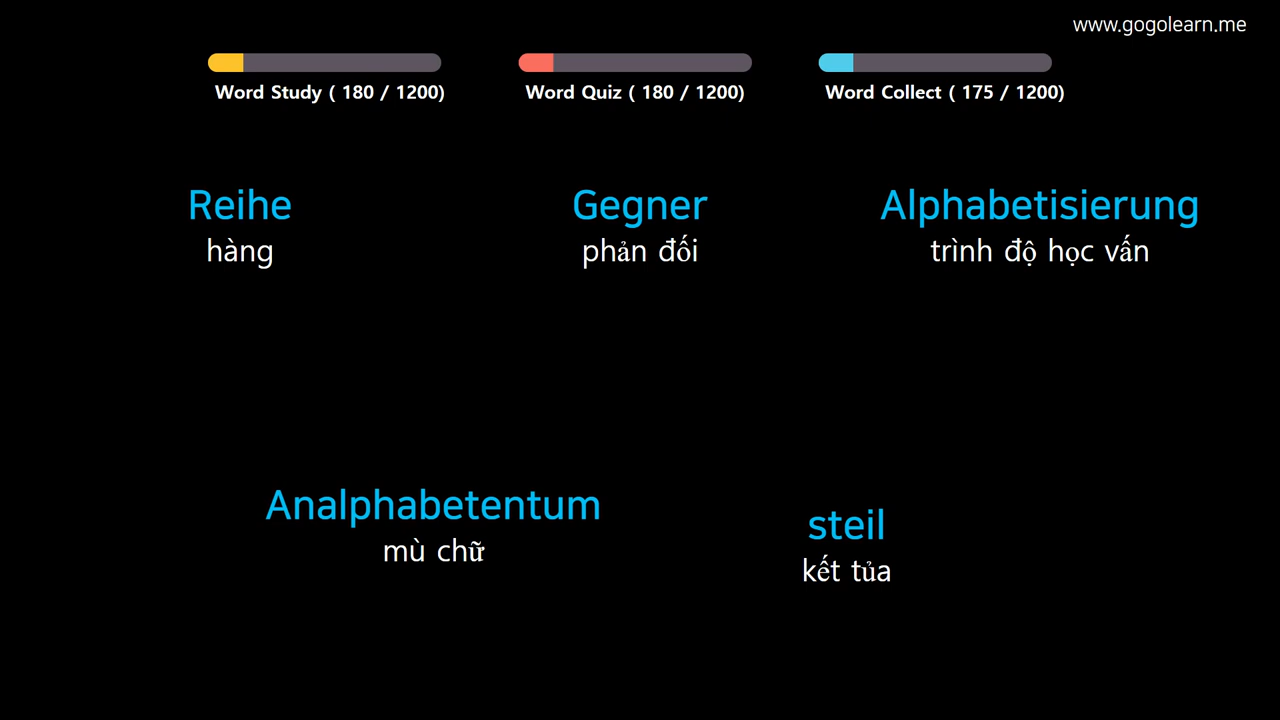 www.gogolearn.me
Word Study ( 180 / 1200)
Word Quiz ( 180 / 1200)
Word Collect ( 175 / 1200)
Reihe
hàng
Gegner
phản đối
Alphabetisierung
trình độ học vấn
Analphabetentum
mù chữ
steil
kết tủa